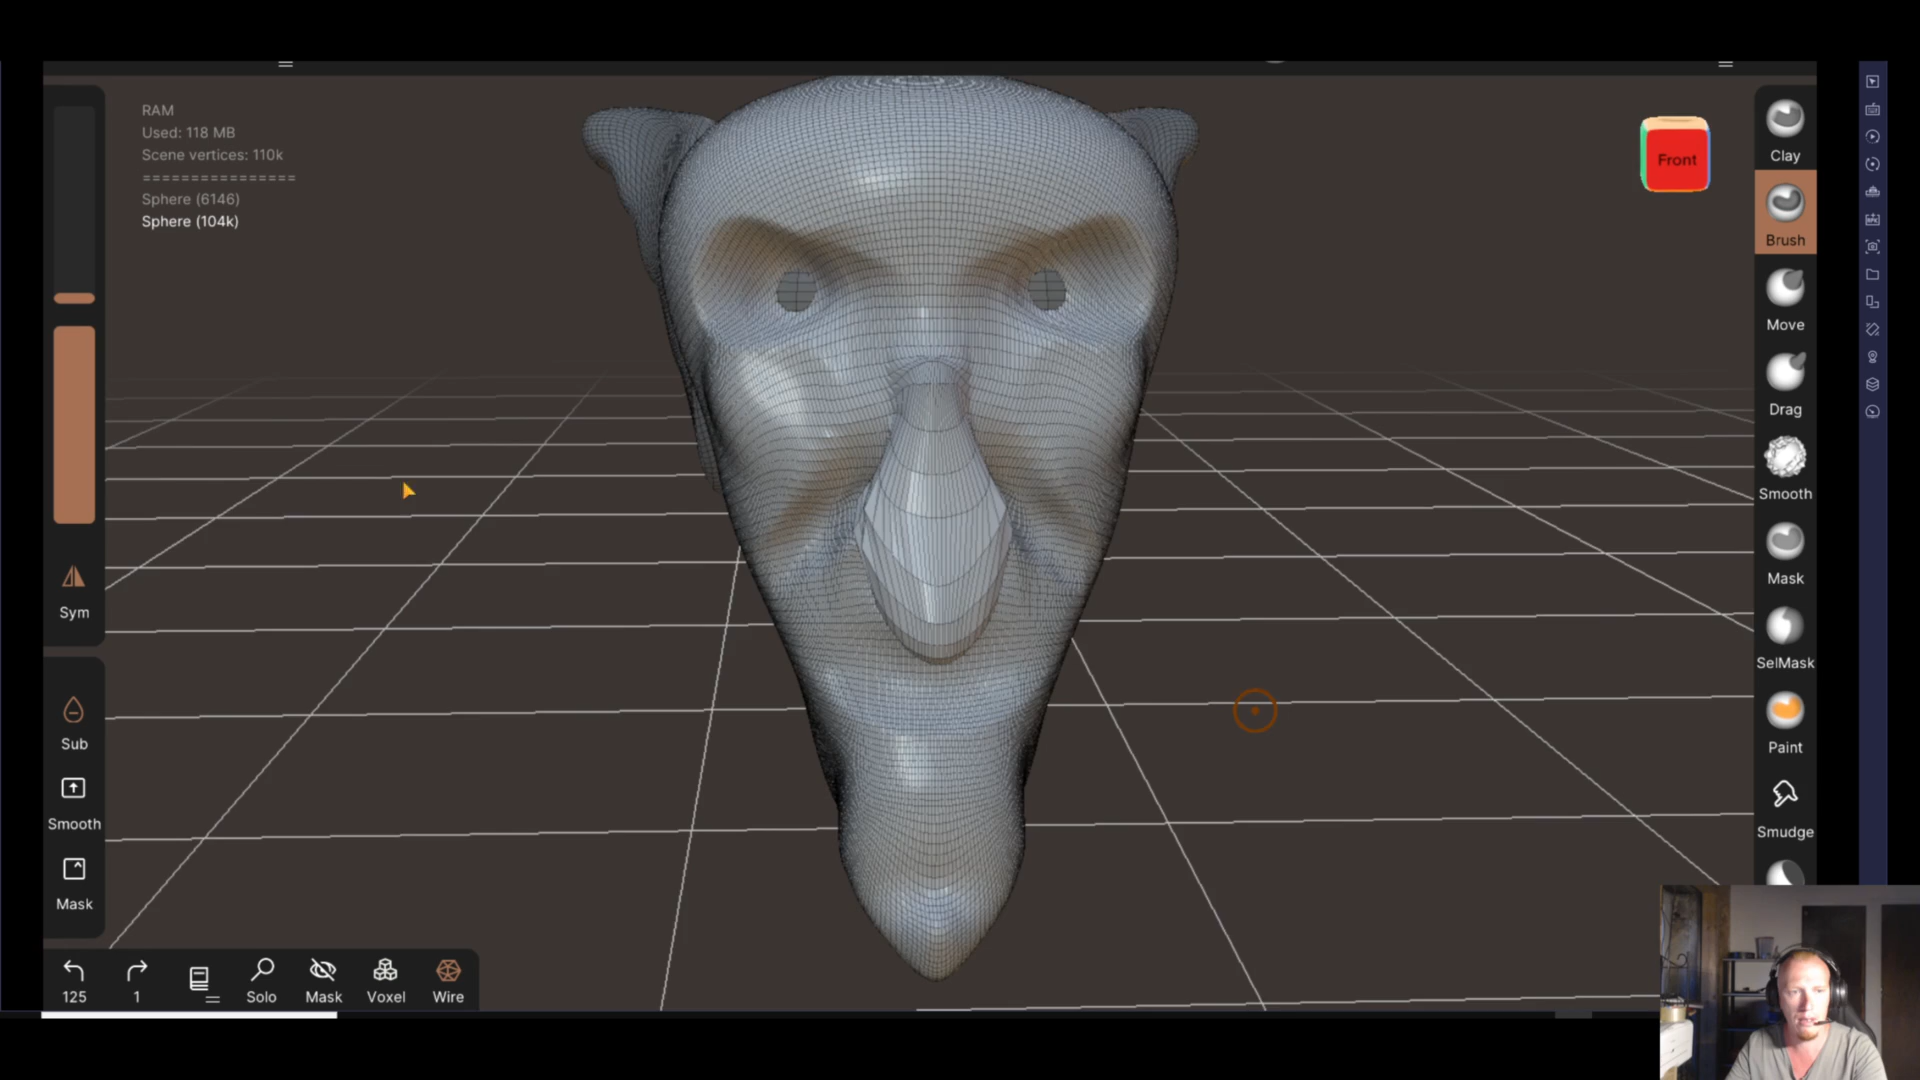 RAM
Used: 118 MB
Scene vertices: 110k
================
Sphere (6146)
Sphere (104k)
Front
Clay
Brush
Move
Drag
Smooth
Mask
SelMask
Paint
Smudge
Sym
Sub
Smooth
Mask
125
1
Solo
Mask
Voxel
Wire